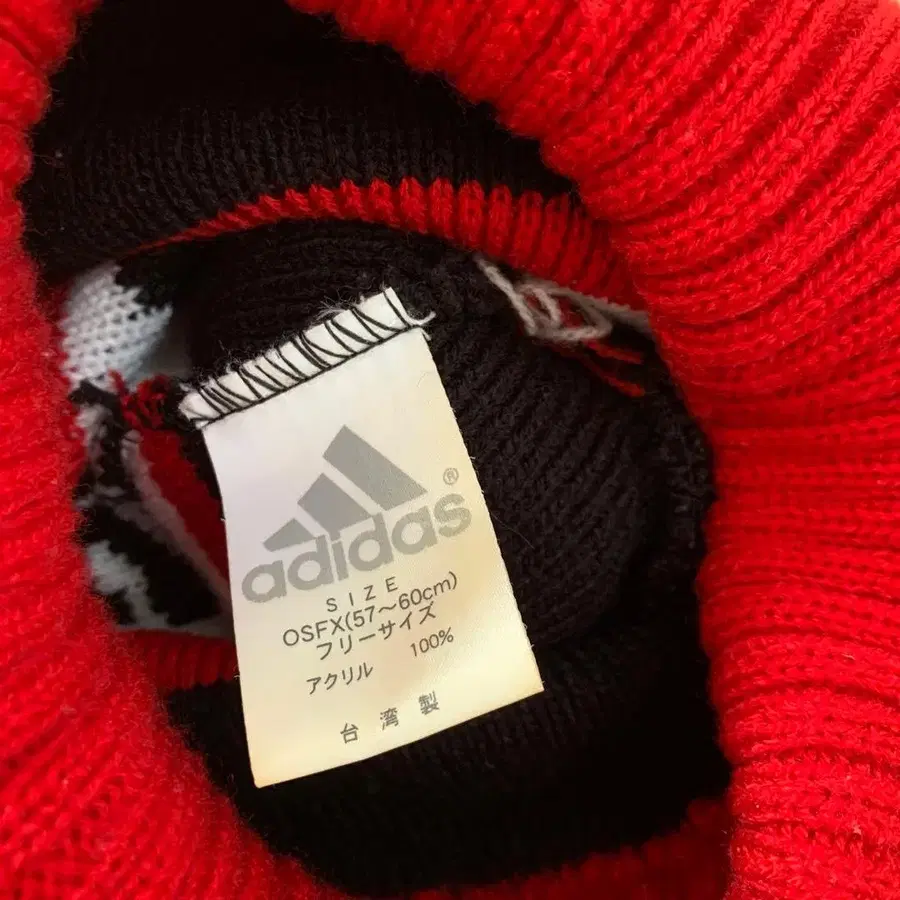 adidas®
SIZE
OSFX(57～60cm)
フリーサイズ
アクリル 100%
台湾製